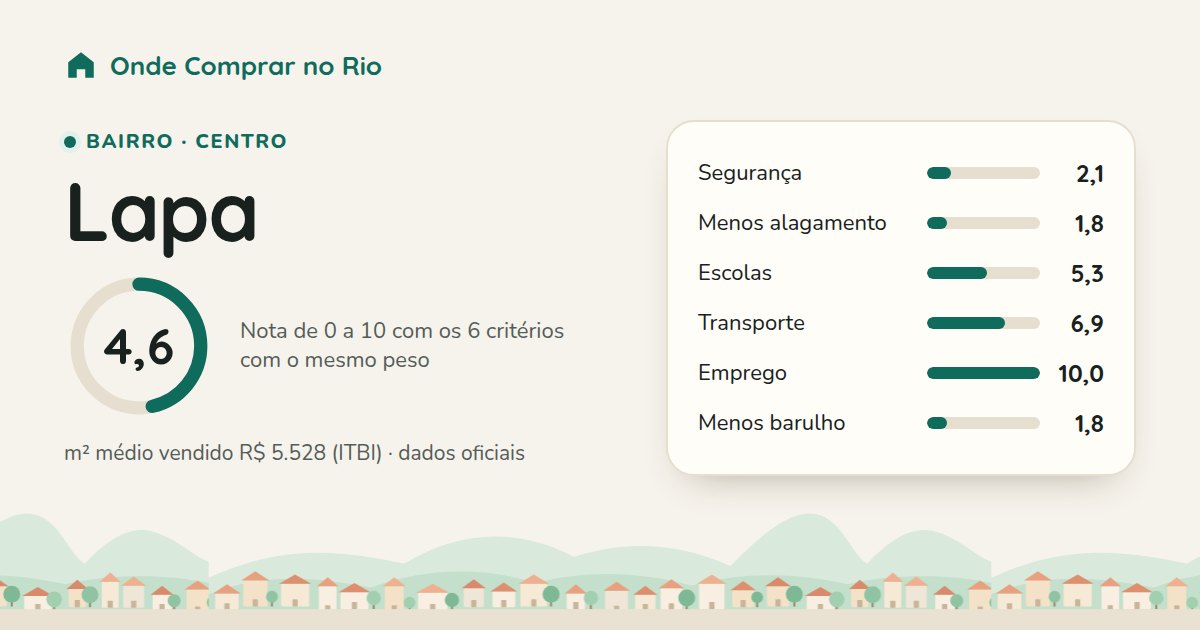 Onde Comprar no Rio
BAIRRO · CENTRO
Lapa
4,6
Nota de 0 a 10 com os 6 critérios
com o mesmo peso
m² médio vendido R$ 5.528 (ITBI) · dados oficiais
Segurança 2,1
Menos alagamento 1,8
Escolas 5,3
Transporte 6,9
Emprego 10,0
Menos barulho 1,8